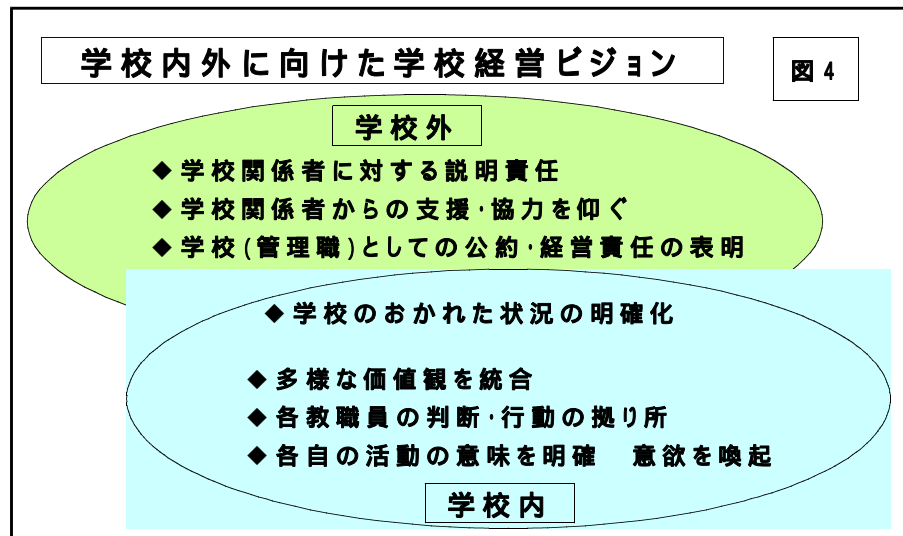 学校内外に向けた学校経営ビジョン
図4
学校外
◆学校関係者に対する説明責任
◆学校関係者からの支援・協力を仰ぐ
◆学校(管理職)としての公約・経営責任の表明
◆学校のおかれた状況の明確化
◆多様な価値観を統合
◆各教職員の判断・行動の拠り所
◆各自の活動の意味を明確　意欲を喚起
学校内